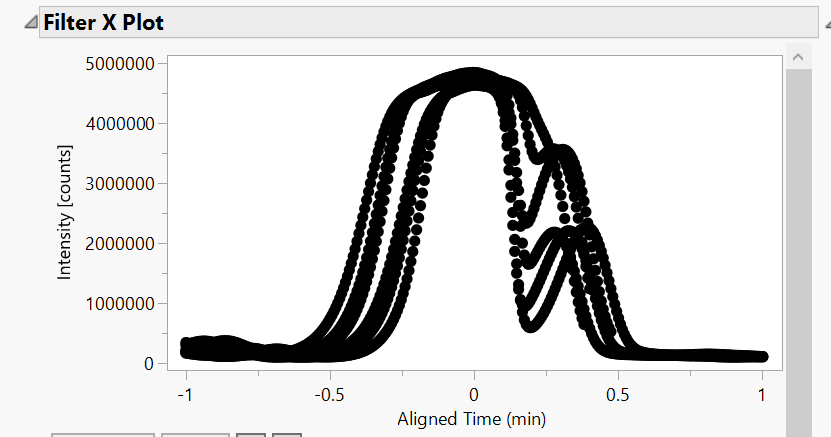 Filter X Plot
5000000
4000000
3000000
2000000
1000000
0
Intensity [counts]
-1 -0.5 0 0.5 1
Aligned Time (min)